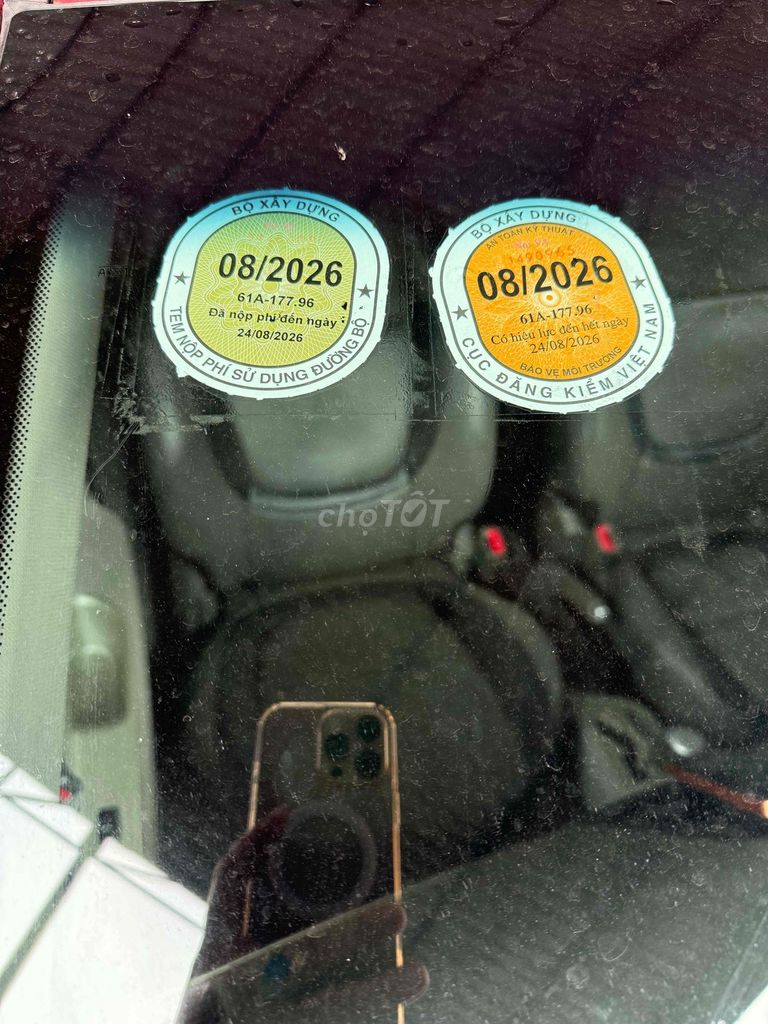 BỘ XÂY DỰNG
08/2026
61A-177.96
Đã nộp phí đến ngày
24/08/2026
TEM NỘP PHÍ SỬ DỤNG ĐƯỜNG BỘ
BỘ XÂY DỰNG
AN TOÀN KỸ THUẬT
08/2026
61A-177.96
Có hiệu lực đến hết ngày
24/08/2026
BẢO VỆ MÔI TRƯỜNG
CỤC ĐĂNG KIỂM VIỆT NAM
chợTỐT